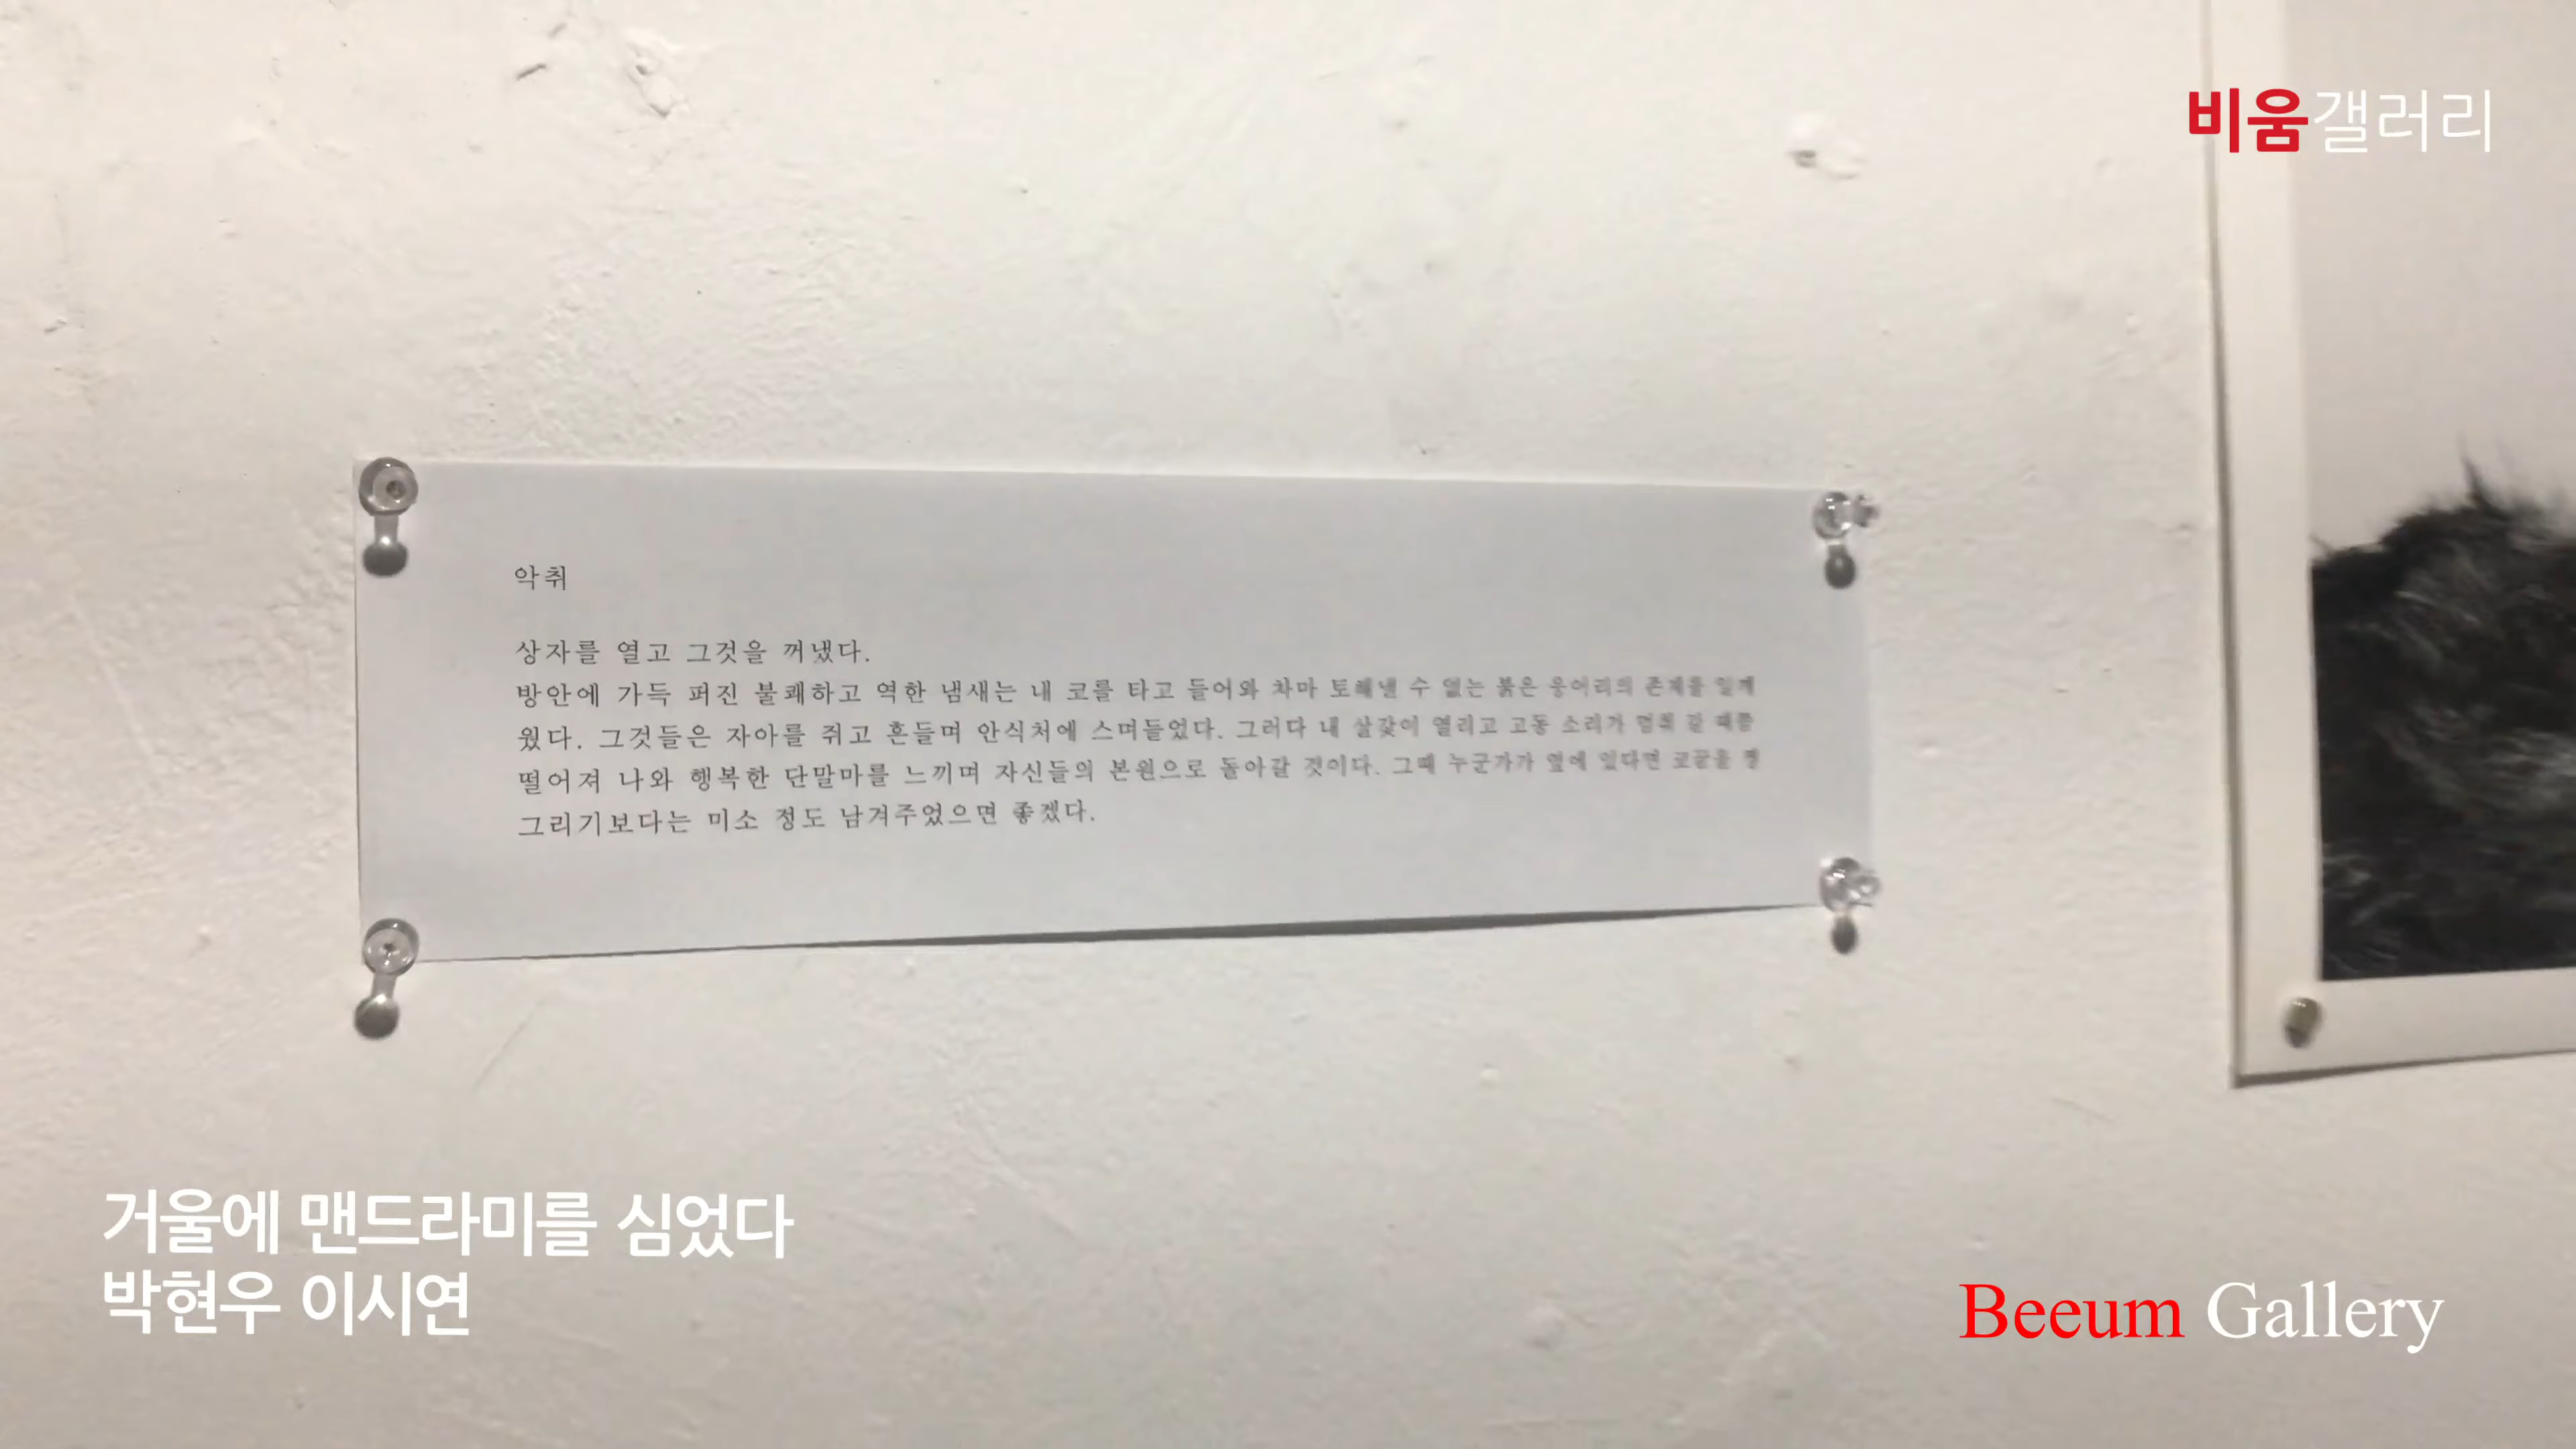 비움갤러리
악취
상자를 열고 그것을 꺼냈다.
방안에 가득 퍼진 불쾌하고 역한 냄새는 내 코를 타고 들어와 차마 토해낼 수 없는 붉은 응어리의 존재를 일깨
웠다. 그것들은 자아를 쥐고 흔들며 안식처에 스며들었다. 그러다 내 살갗이 열리고 고동 소리가 멈춰 갈 때쯤
떨어져 나와 행복한 단말마를 느끼며 자신들의 본원으로 돌아갈 것이다. 그때 누군가가 옆에 있다면 코끝을
그리기보다는 미소 정도 남겨주었으면 좋겠다.
거울에 맨드라미를 심었다
박현우 이시연
Beeum Gallery